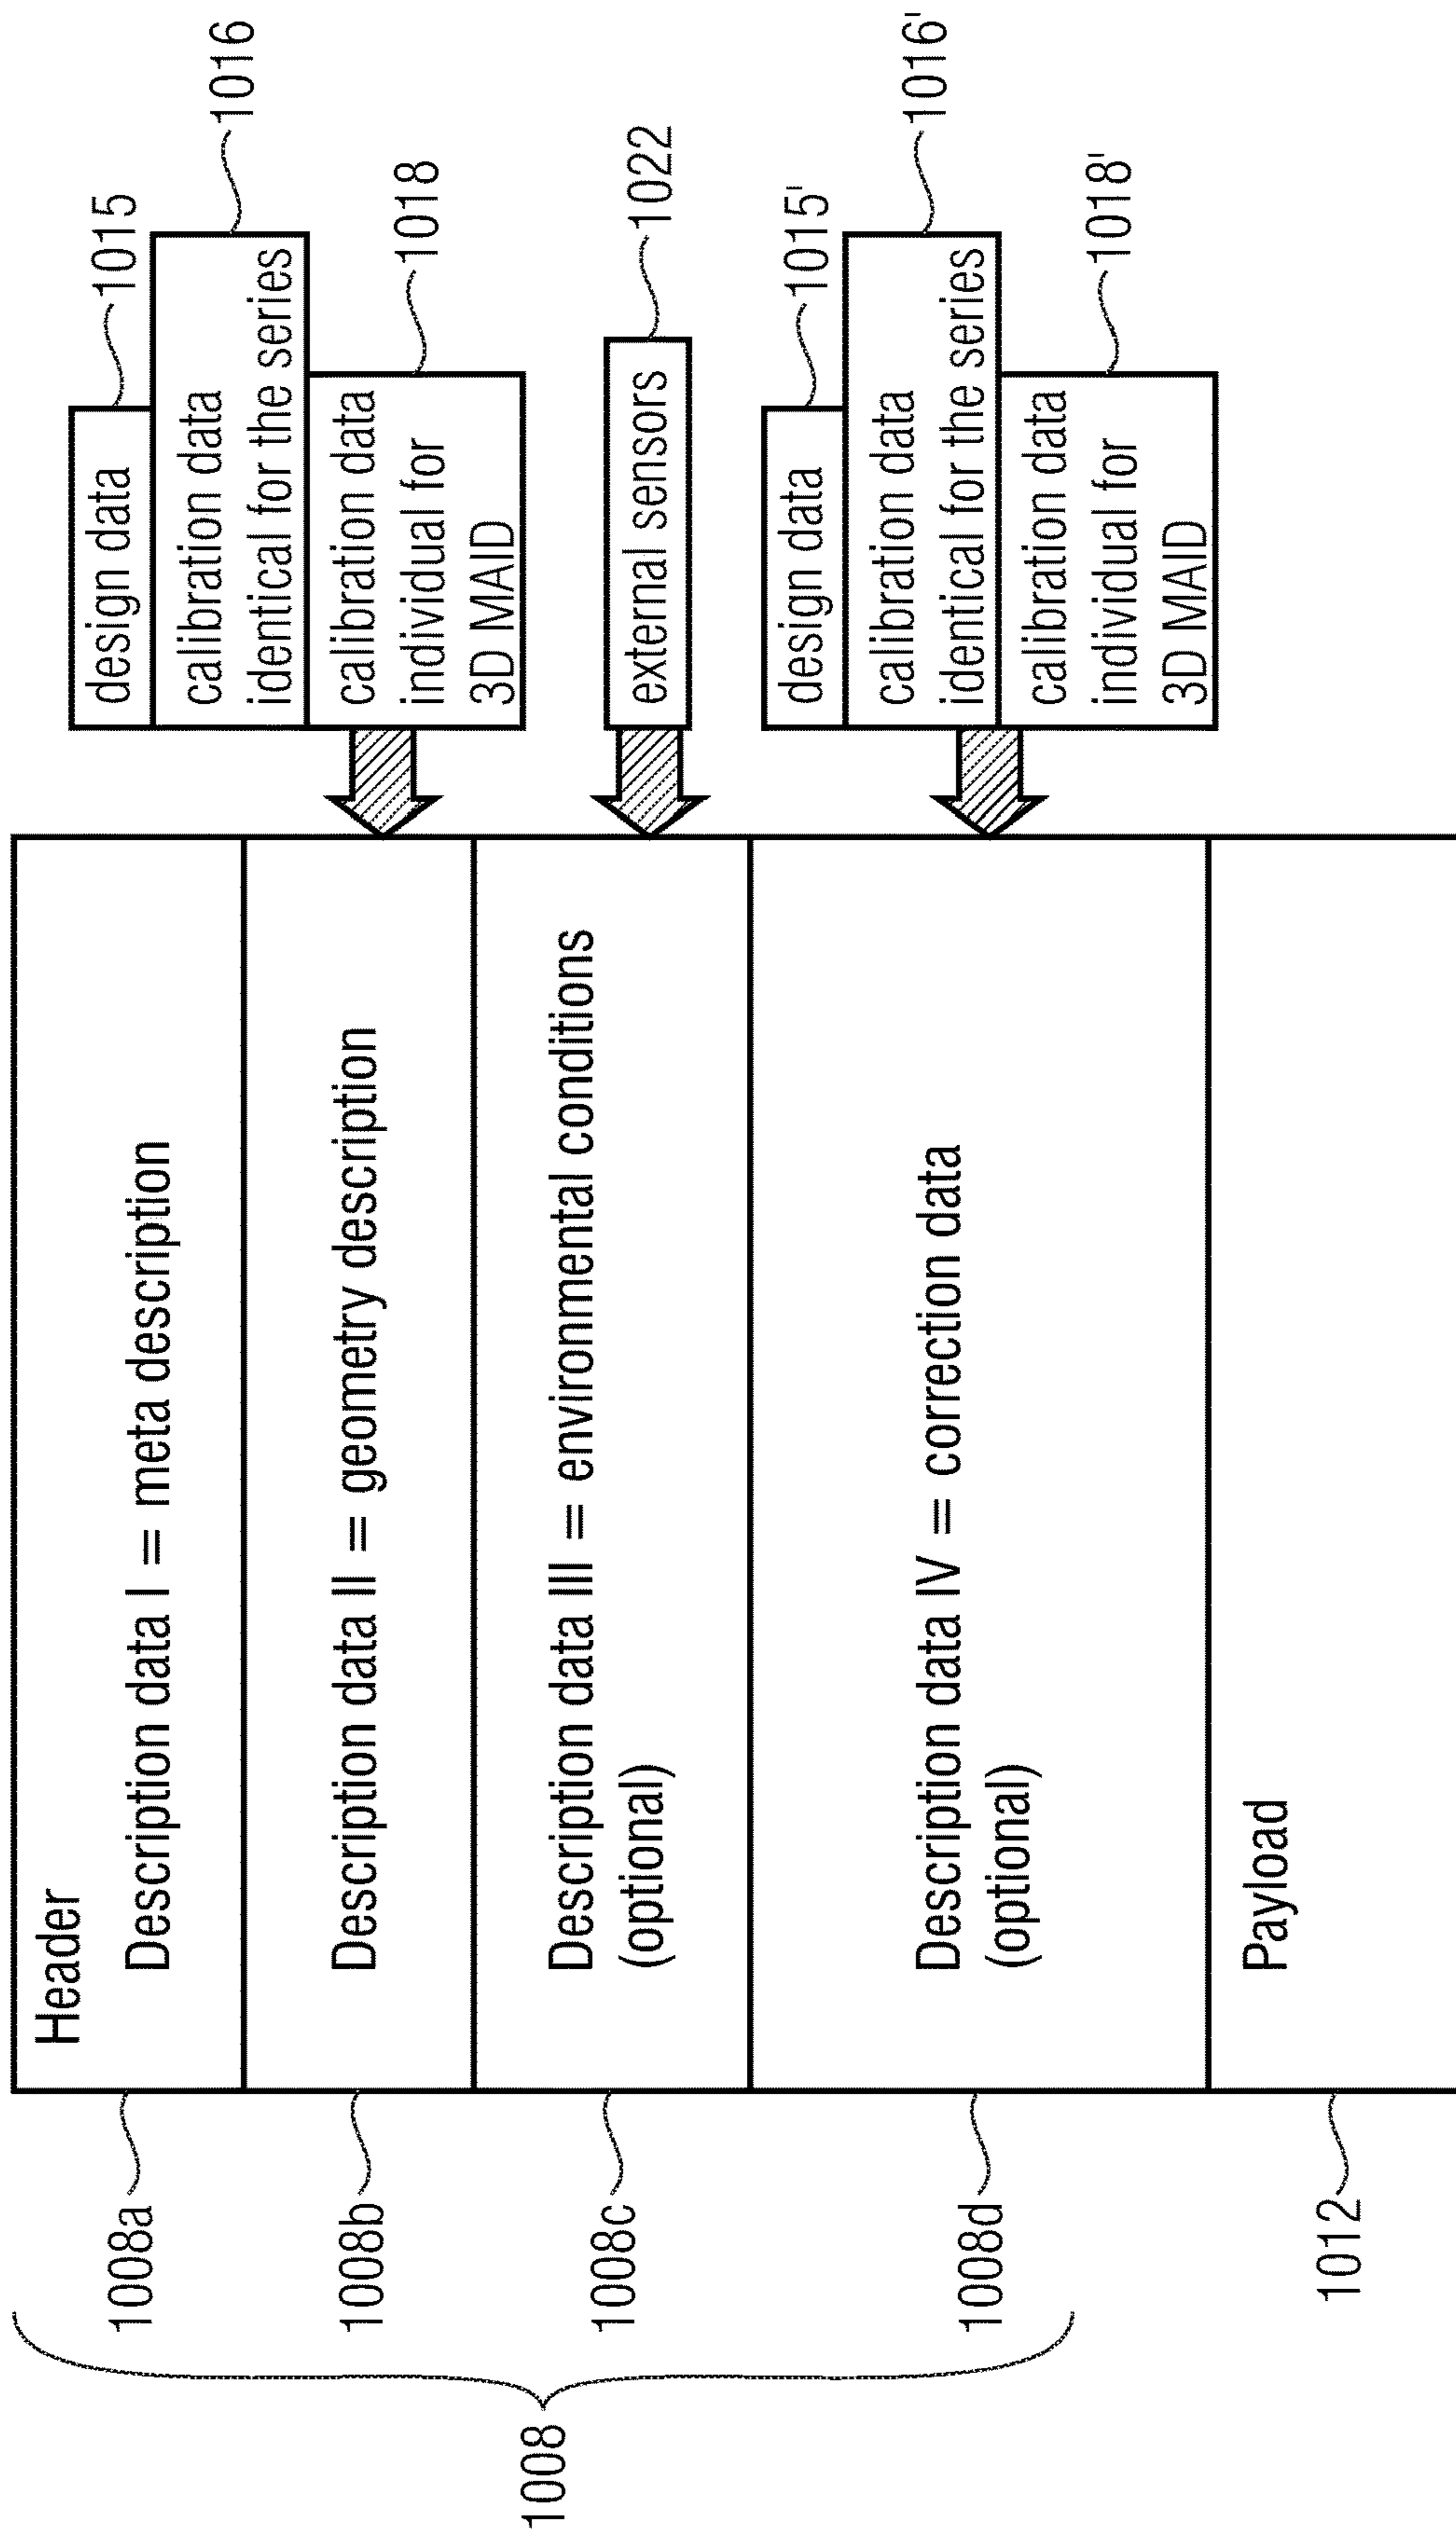 Header
Description data I = meta description
Description data II = geometry description
Description data III = environmental conditions
(optional)
Description data IV = correction data
(optional)
Payload
1008
1008a
1008b
1008c
1008d
1012
design data
calibration data
identical for the series
calibration data
individual for
3D MAID
1015
1016
1018
external sensors
1022
design data
calibration data
identical for the series
calibration data
individual for
3D MAID
1015'
1016'
1018'